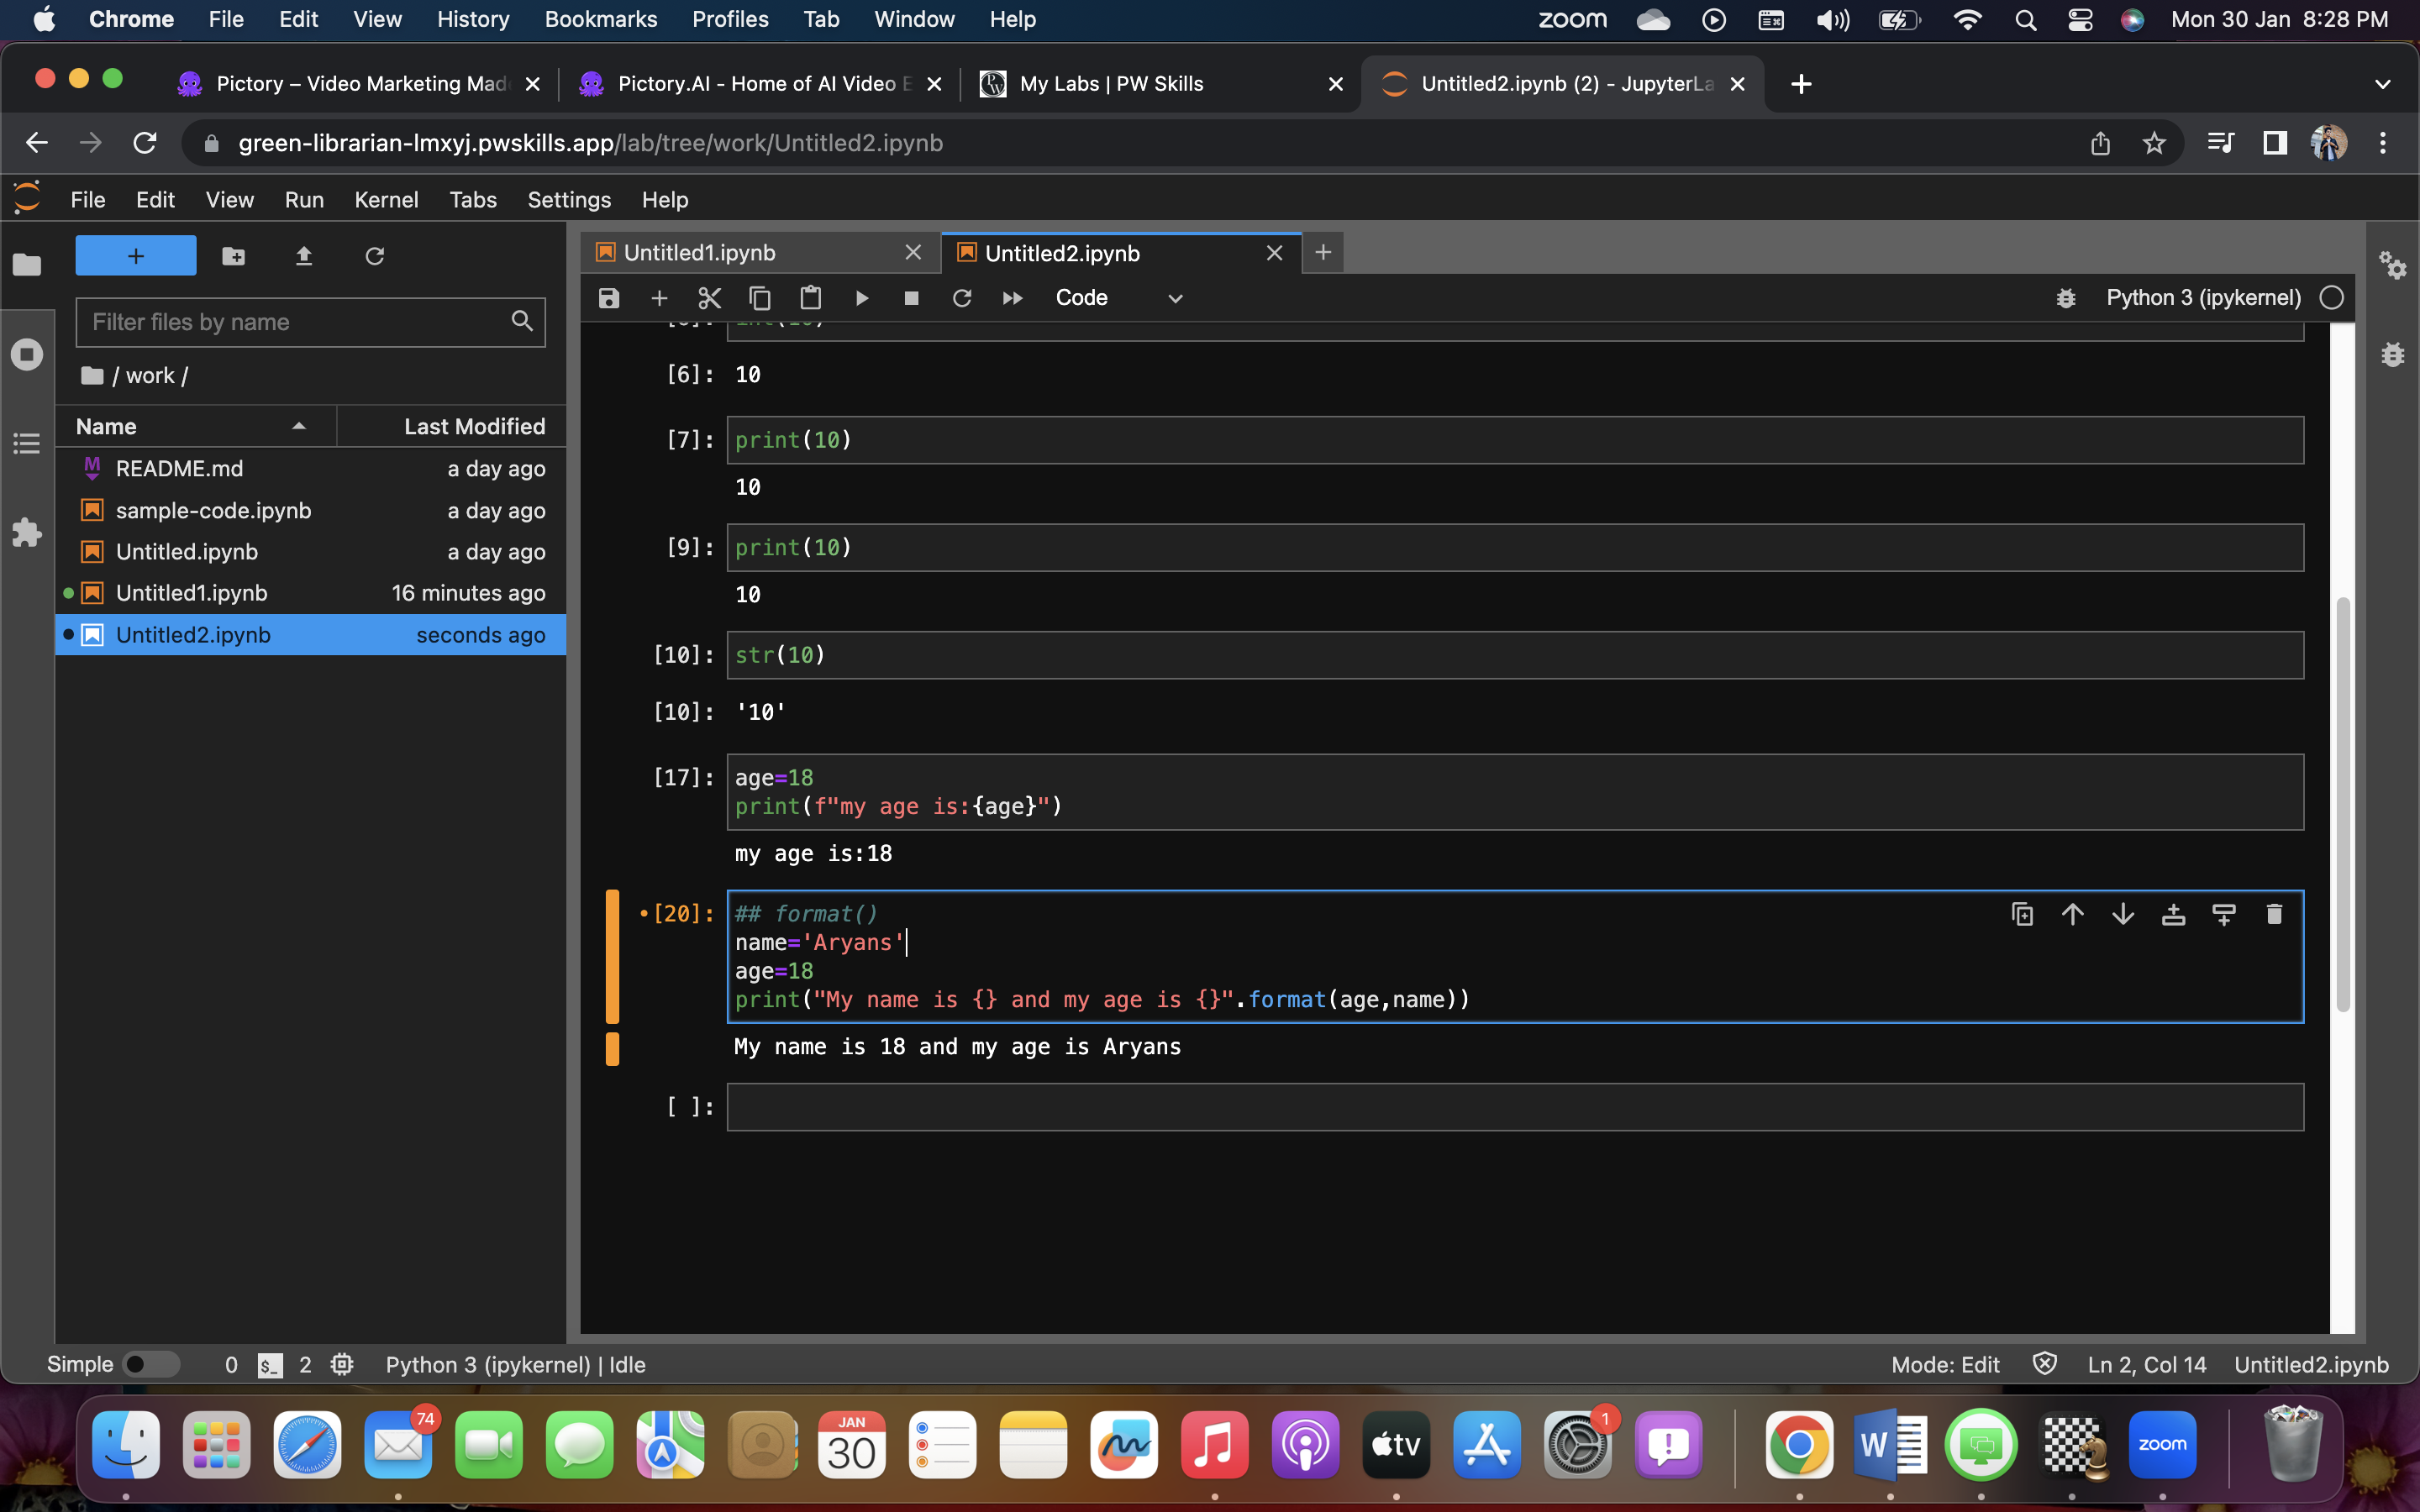 Chrome File Edit View History Bookmarks Profiles Tab Window Help zoom Mon 30 Jan 8:28 PM
Pictory – Video Marketing Mad Pictory.AI - Home of AI Video E My Labs | PW Skills Untitled2.ipynb (2) - JupyterLa
green-librarian-lmxyj.pwskills.app/lab/tree/work/Untitled2.ipynb
File Edit View Run Kernel Tabs Settings Help
Untitled1.ipynb Untitled2.ipynb
Code Python 3 (ipykernel)
Filter files by name
/ work /
Name Last Modified
README.md a day ago
sample-code.ipynb a day ago
Untitled.ipynb a day ago
Untitled1.ipynb 16 minutes ago
Untitled2.ipynb seconds ago
[6]: 10
[7]: print(10)
10
[9]: print(10)
10
[10]: str(10)
[10]: '10'
[17]: age=18
print(f"my age is:{age}")
my age is:18
[20]: ## format()
name='Aryans'
age=18
print("My name is {} and my age is {}".format(age,name))
My name is 18 and my age is Aryans
[ ]:
Simple 0 $_ 2 Python 3 (ipykernel) | Idle Mode: Edit Ln 2, Col 14 Untitled2.ipynb
74 JAN 30 tv 1 W zoom